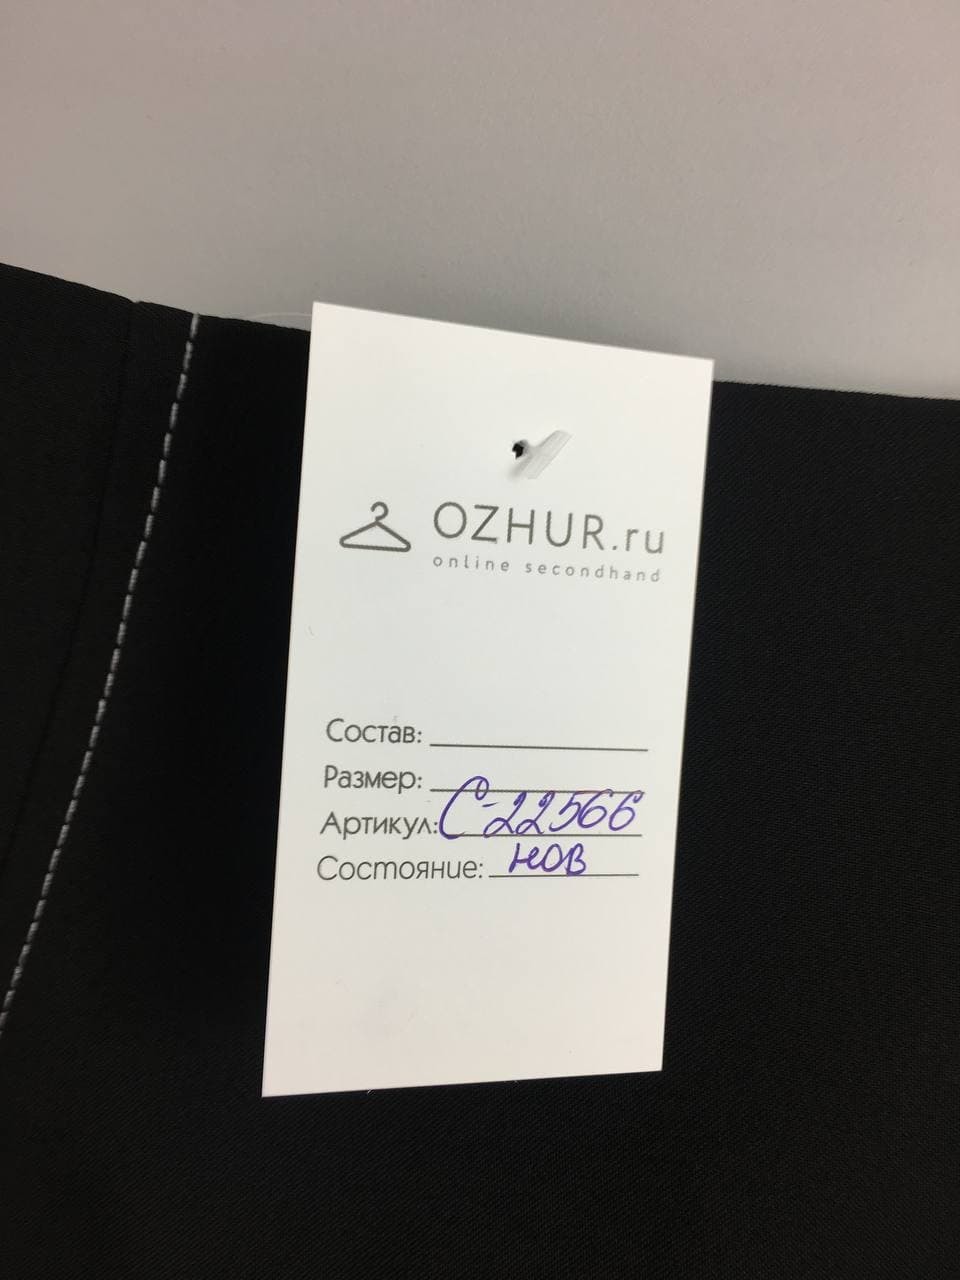 OZHUR.ru
online secondhand
Состав:
Размер:
Артикул: С-22566
Состояние: нов